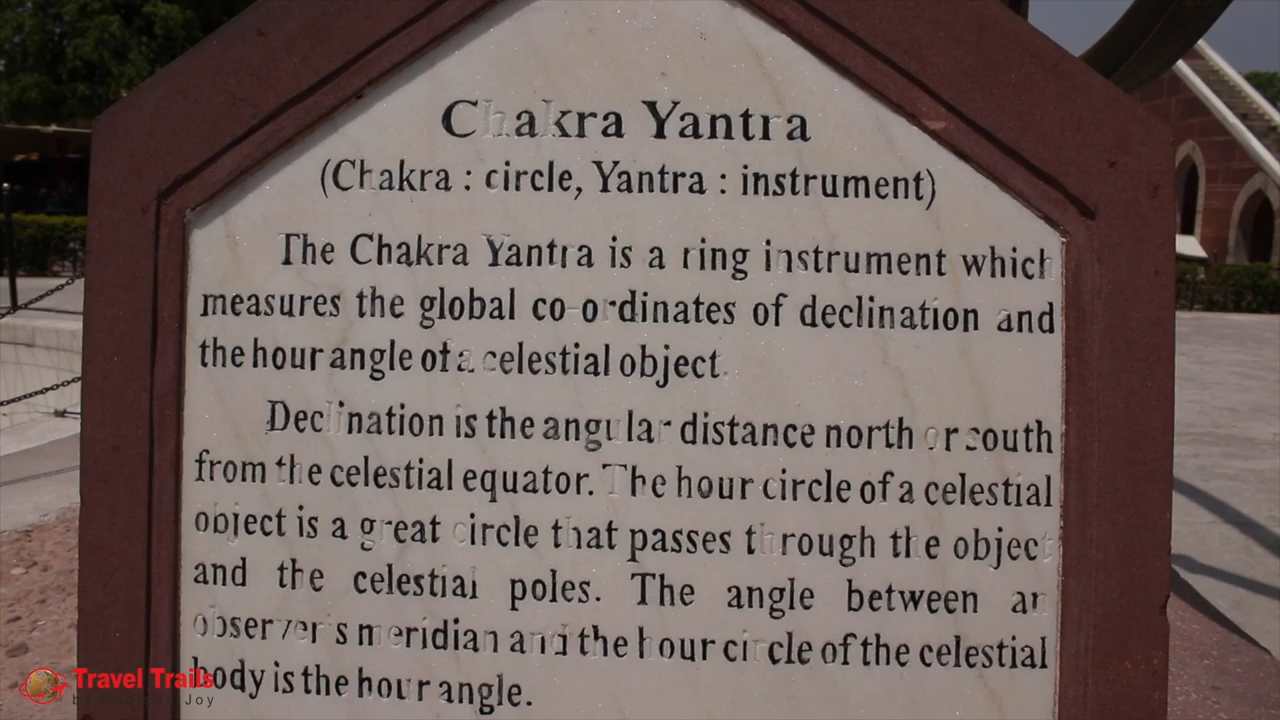 Chakra Yantra
(Chakra : circle, Yantra : instrument)
The Chakra Yantra is a ring instrument which
measures the global co-ordinates of declination and
the hour angle of a celestial object.
Declination is the angular distance north or south
from the celestial equator. The hour circle of a celestial
object is a great circle that passes through the object
and the celestial poles. The angle between an
observer's meridian and the hour circle of the celestial
body is the hour angle.
Travel Trails
Joy